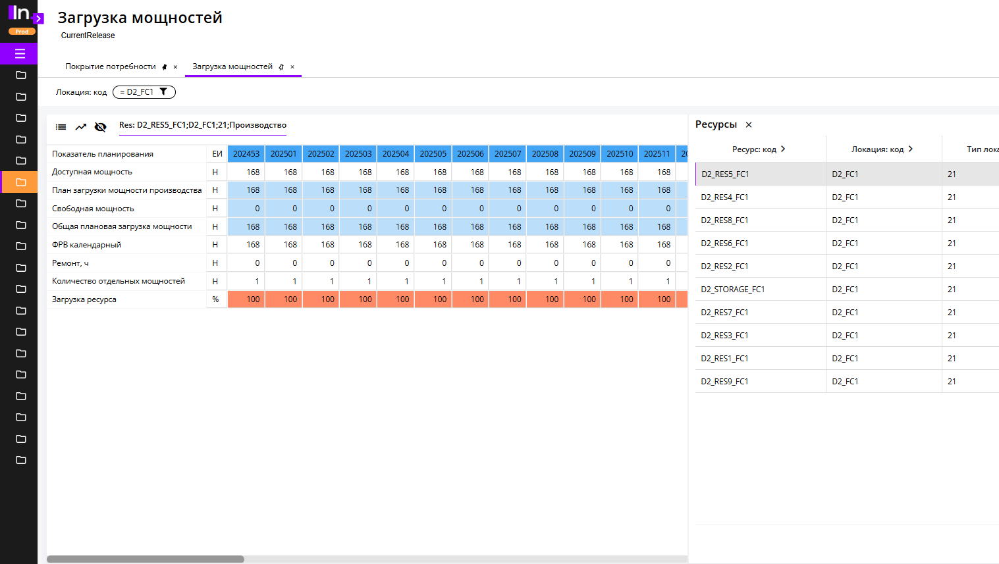 In
Prod
Загрузка мощностей
CurrentRelease
Покрытие потребности ×
Загрузка мощностей ×
Локация: код = D2_FC1
Res: D2_RES5_FC1;D2_FC1;21;Производство
Показатель планирования ЕИ 202453 202501 202502 202503 202504 202505 202506 202507 202508 202509 202510 202511 20
Доступная мощность H 168 168 168 168 168 168 168 168 168 168 168 168
План загрузки мощности производства H 168 168 168 168 168 168 168 168 168 168 168 168
Свободная мощность H 0 0 0 0 0 0 0 0 0 0 0 0
Общая плановая загрузка мощности H 168 168 168 168 168 168 168 168 168 168 168 168
ФРВ календарный H 168 168 168 168 168 168 168 168 168 168 168 168
Ремонт, ч H 0 0 0 0 0 0 0 0 0 0 0 0
Количество отдельных мощностей H 1 1 1 1 1 1 1 1 1 1 1 1
Загрузка ресурса % 100 100 100 100 100 100 100 100 100 100 100 100
Ресурсы ×
Ресурс: код Локация: код Тип лока
D2_RES5_FC1 D2_FC1 21
D2_RES4_FC1 D2_FC1 21
D2_RES8_FC1 D2_FC1 21
D2_RES6_FC1 D2_FC1 21
D2_RES2_FC1 D2_FC1 21
D2_STORAGE_FC1 D2_FC1 21
D2_RES7_FC1 D2_FC1 21
D2_RES3_FC1 D2_FC1 21
D2_RES1_FC1 D2_FC1 21
D2_RES9_FC1 D2_FC1 21